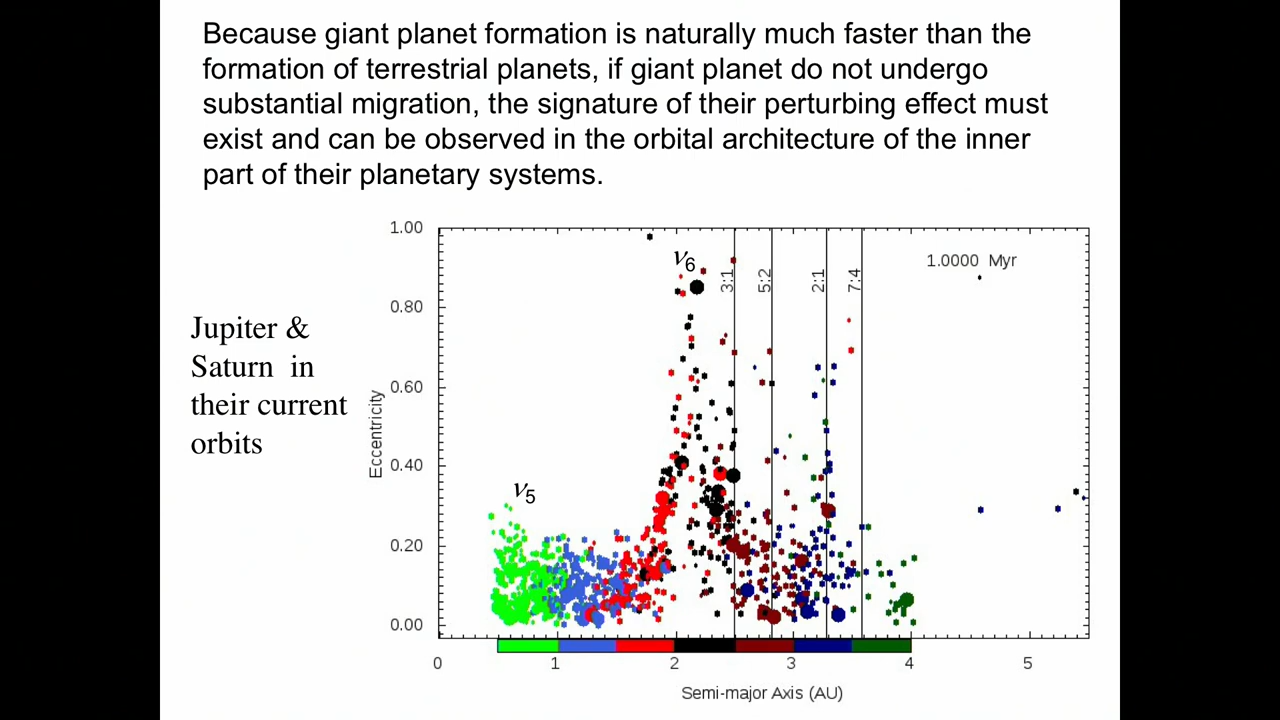 Because giant planet formation is naturally much faster than the
formation of terrestrial planets, if giant planet do not undergo
substantial migration, the signature of their perturbing effect must
exist and can be observed in the orbital architecture of the inner
part of their planetary systems.
Jupiter &
Saturn in
their current
orbits
1.00
0.80
0.60
0.40
0.20
0.00
Eccentricity
ν5
ν6
3:1
5:2
2:1
7:4
1.0000 Myr
0
1
2
3
4
5
Semi-major Axis (AU)